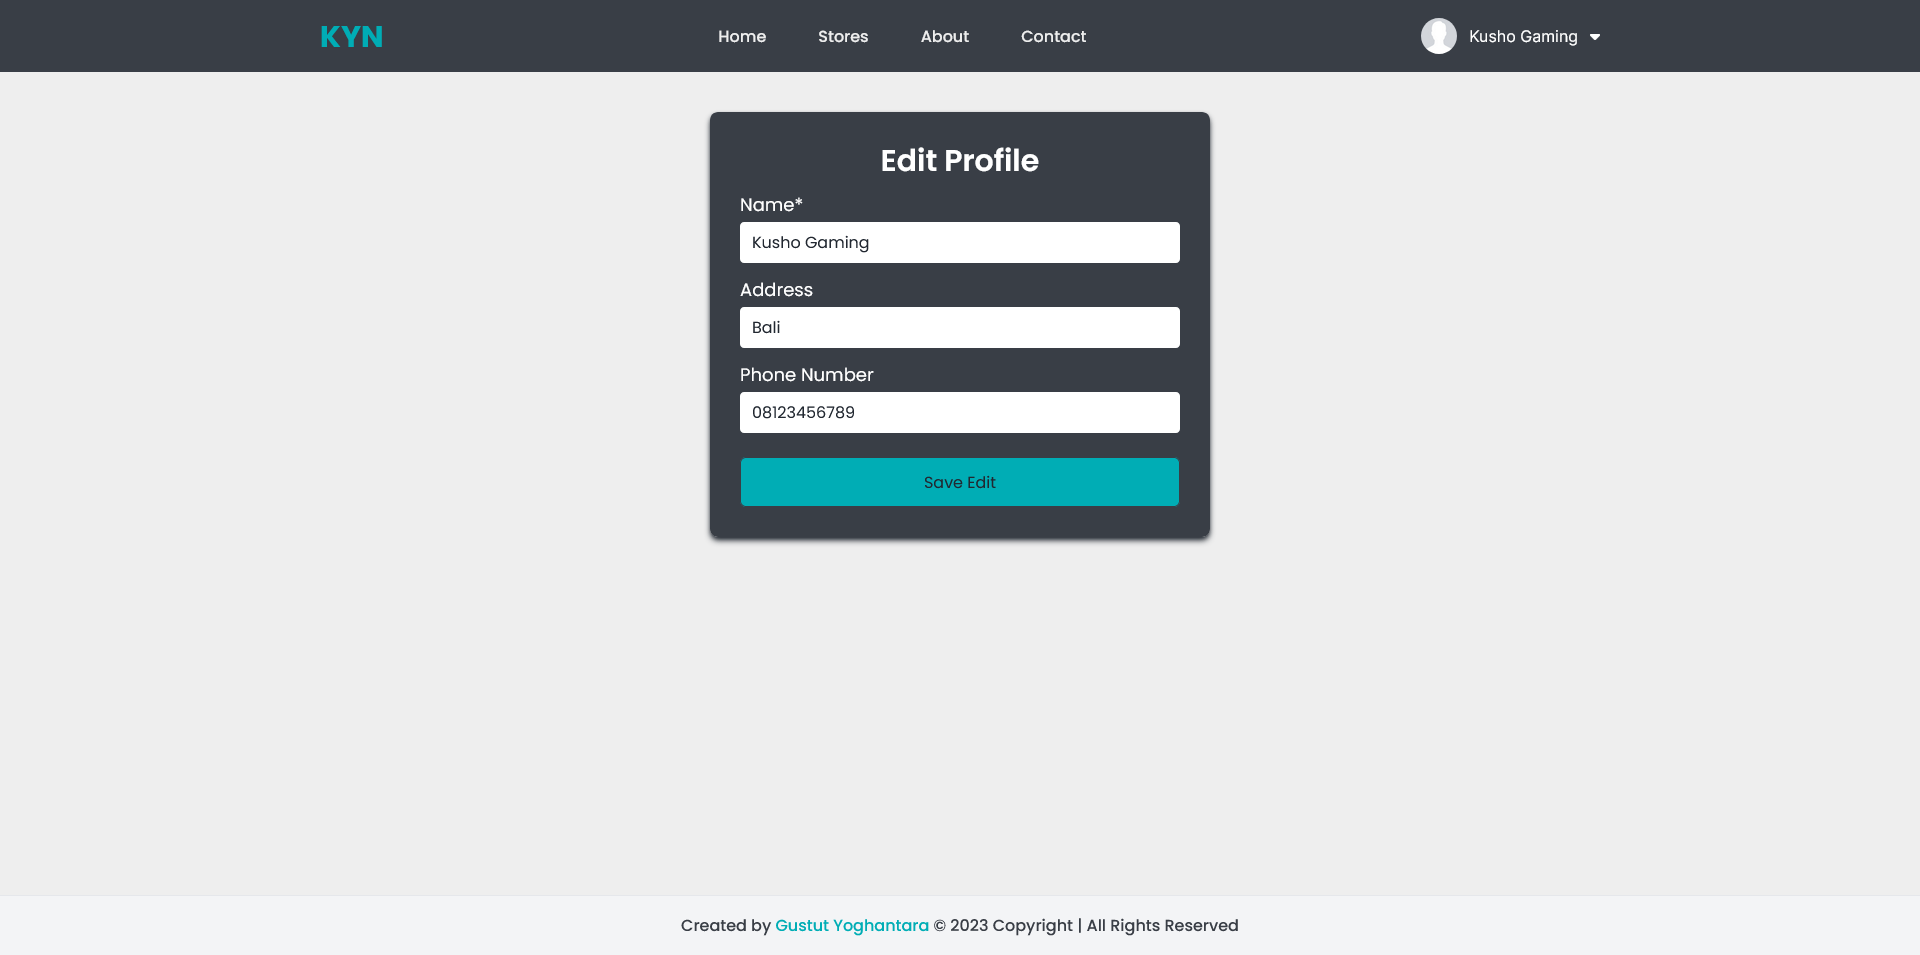 KYN
Home Stores About Contact
Kusho Gaming
Edit Profile
Name*
Kusho Gaming
Address
Bali
Phone Number
08123456789
Save Edit
Created by Gustut Yoghantara © 2023 Copyright | All Rights Reserved